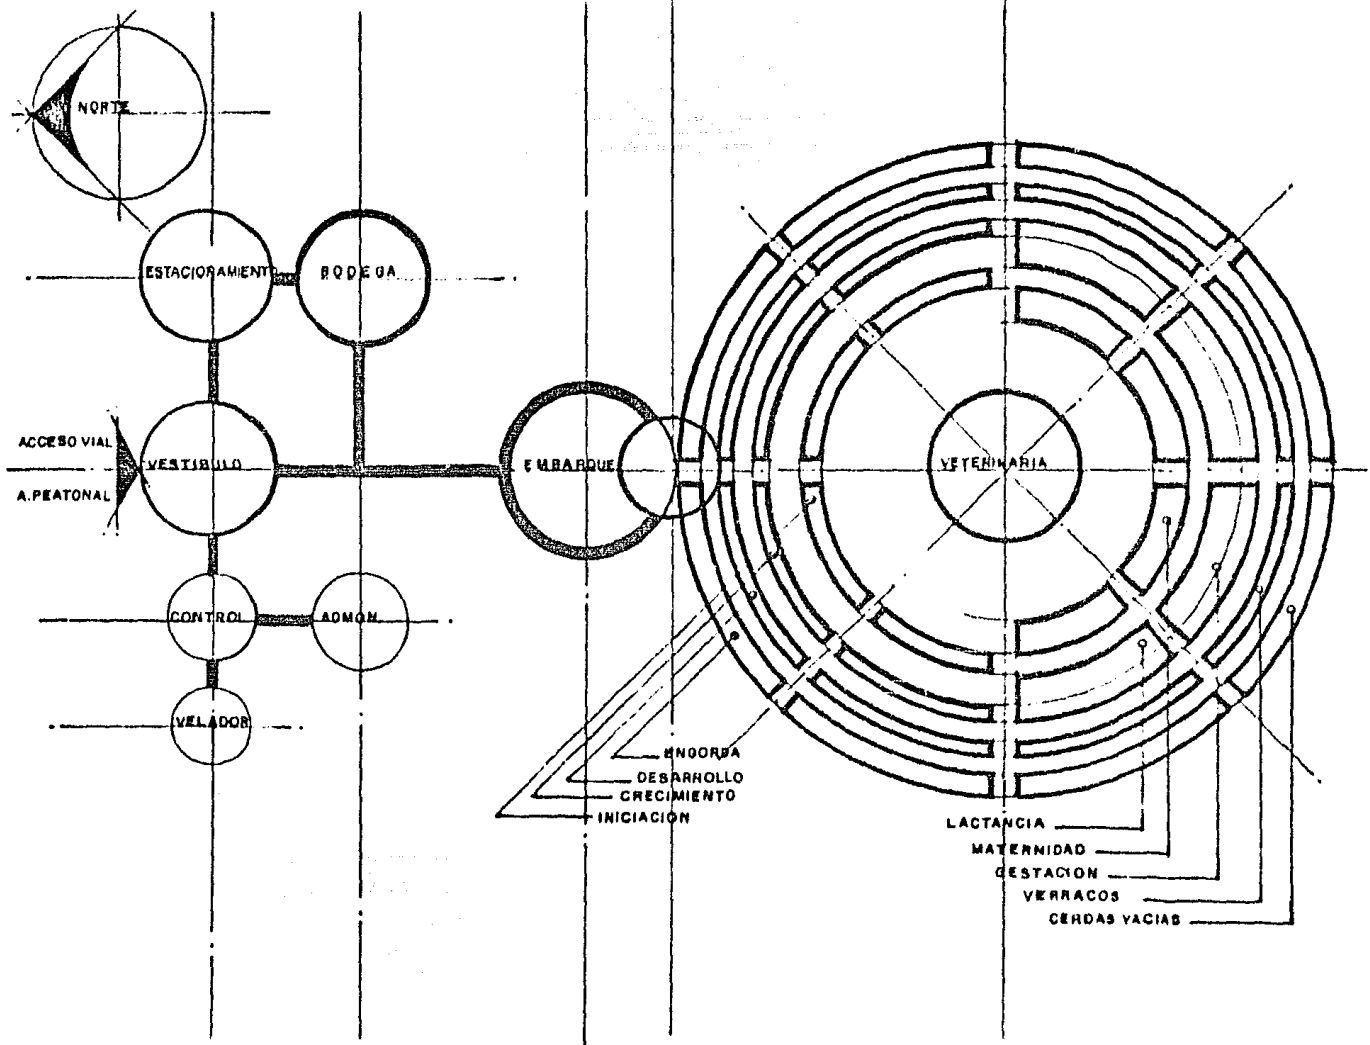 NORTE
ESTACIORAMIENT
BODEGA
ACCESO VIAL
VESTIBULO
A.PEATONAL
EMBARQUE
VETERINARIA
CONTROL
ADMON.
VELADOR
ENGORDA
DESARROLLO
CRECIMIENTO
INICIACION
LACTANCIA
MATERNIDAD
GESTACION
VERRACOS
CERDAS VACIAS